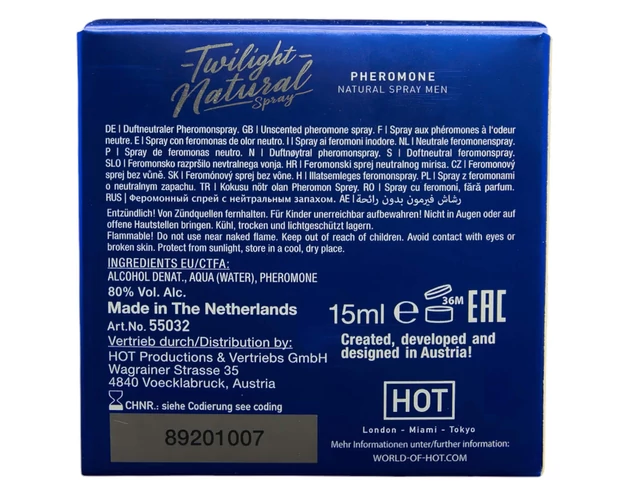 Twilight
Natural
Spray
PHEROMONE
NATURAL SPRAY MEN
DE | Duftneutraler Pheromonspray. GB | Unscented pheromone spray. F | Spray aux phéromones à l'odeur
neutre. E | Spray con feromonas de olor neutro. I | Spray ai feromoni inodore. NL | Neutrale feromonenspray.
P | Spray de feromonas neutro. N | Duftnøytral pheromonspray. S | Doftneutral feromonspray.
SLO | Feromonsko razpršilo nevtralnega vonja. HR | Feromonski sprej neutralnog mirisa. CZ | Feromonový
sprej bez vůně. SK | Feromónový sprej bez vône. H | Illatsemleges feromonspray. PL | Spray z feromonami
o neutralnym zapachu. TR | Kokusu nötr olan Pheromon Sprey. RO | Spray cu feromoni, fără parfum.
RUS | Феромонный спрей с нейтральным запахом. AE | رشاش فيرمون بدون رائحة
Entzündlich! Von Zündquellen fernhalten. Für Kinder unerreichbar aufbewahren! Nicht in Augen oder auf
offene Hautstellen bringen. Kühl, trocken und lichtgeschützt lagern.
Flammable! Do not use near naked flame. Keep out of reach of children. Avoid contact with eyes or
broken skin. Protect from sunlight, store in a cool, dry place.
INGREDIENTS EU/CTFA:
ALCOHOL DENAT., AQUA (WATER), PHEROMONE
80% Vol. Alc.
Made in The Netherlands
Art.No. 55032
Vertrieb durch/Distribution by:
HOT Productions & Vertriebs GmbH
Wagrainer Strasse 35
4840 Voecklabruck, Austria
CHNR.: siehe Codierung see coding
89201007
15ml ℮ 36M EAC
Created, developed and
designed in Austria!
HOT
London - Miami - Tokyo
Mehr Informationen unter/further information:
WORLD-OF-HOT.COM